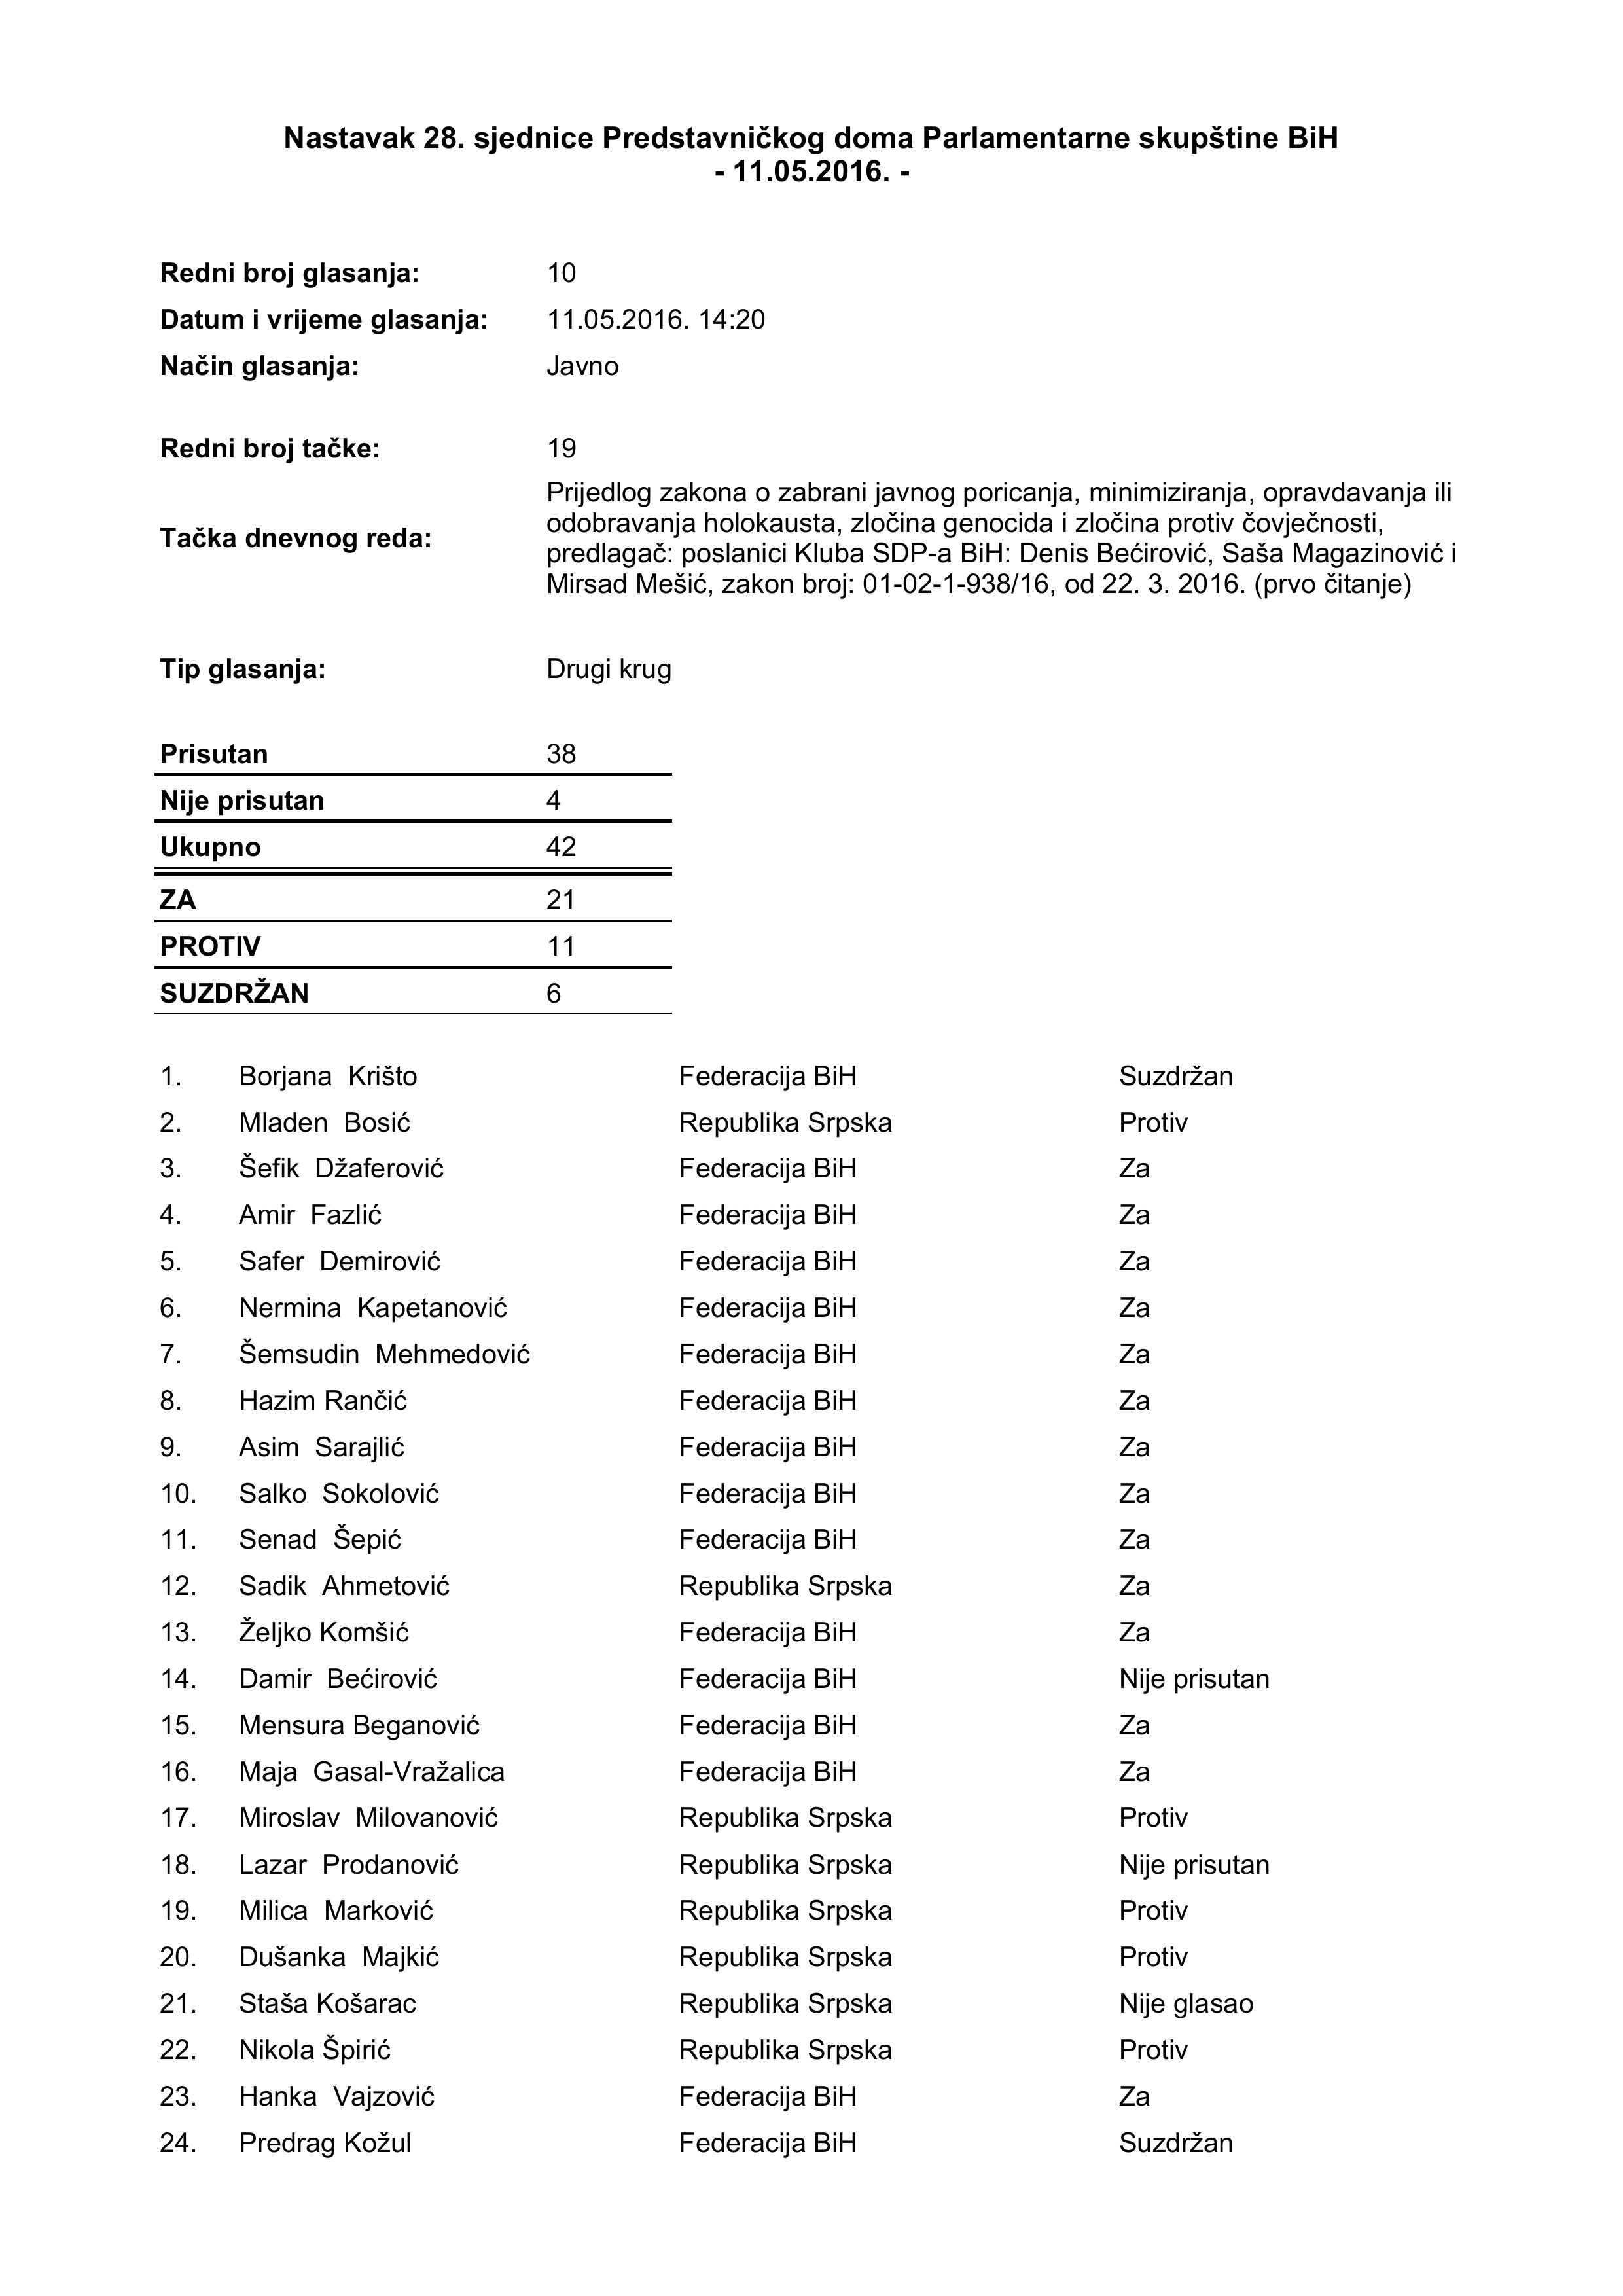 Nastavak 28. sjednice Predstavničkog doma Parlamentarne skupštine BiH
- 11.05.2016. -
Redni broj glasanja: 10
Datum i vrijeme glasanja: 11.05.2016. 14:20
Način glasanja: Javno
Redni broj tačke: 19
Tačka dnevnog reda: Prijedlog zakona o zabrani javnog poricanja, minimiziranja, opravdavanja ili
odobravanja holokausta, zločina genocida i zločina protiv čovječnosti,
predlagač: poslanici Kluba SDP-a BiH: Denis Bećirović, Saša Magazinović i
Mirsad Mešić, zakon broj: 01-02-1-938/16, od 22. 3. 2016. (prvo čitanje)
Tip glasanja: Drugi krug
Prisutan 38
Nije prisutan 4
Ukupno 42
ZA 21
PROTIV 11
SUZDRŽAN 6
1. Borjana Krišto Federacija BiH Suzdržan
2. Mladen Bosić Republika Srpska Protiv
3. Šefik Džaferović Federacija BiH Za
4. Amir Fazlić Federacija BiH Za
5. Safer Demirović Federacija BiH Za
6. Nermina Kapetanović Federacija BiH Za
7. Šemsudin Mehmedović Federacija BiH Za
8. Hazim Rančić Federacija BiH Za
9. Asim Sarajlić Federacija BiH Za
10. Salko Sokolović Federacija BiH Za
11. Senad Šepić Federacija BiH Za
12. Sadik Ahmetović Republika Srpska Za
13. Željko Komšić Federacija BiH Za
14. Damir Bećirović Federacija BiH Nije prisutan
15. Mensura Beganović Federacija BiH Za
16. Maja Gasal-Vražalica Federacija BiH Za
17. Miroslav Milovanović Republika Srpska Protiv
18. Lazar Prodanović Republika Srpska Nije prisutan
19. Milica Marković Republika Srpska Protiv
20. Dušanka Majkić Republika Srpska Protiv
21. Staša Košarac Republika Srpska Nije glasao
22. Nikola Špirić Republika Srpska Protiv
23. Hanka Vajzović Federacija BiH Za
24. Predrag Kožul Federacija BiH Suzdržan